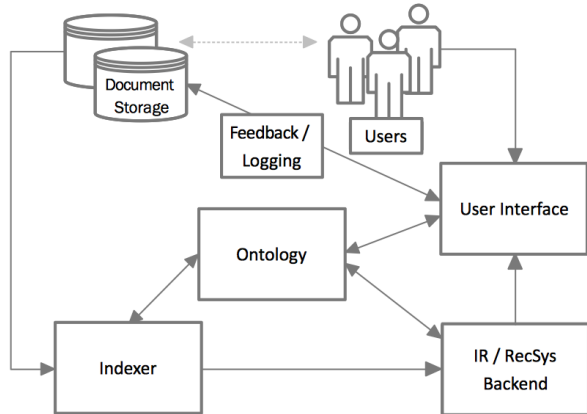 Document
Storage
Users
Feedback /
Logging
User Interface
Ontology
Indexer
IR / RecSys
Backend